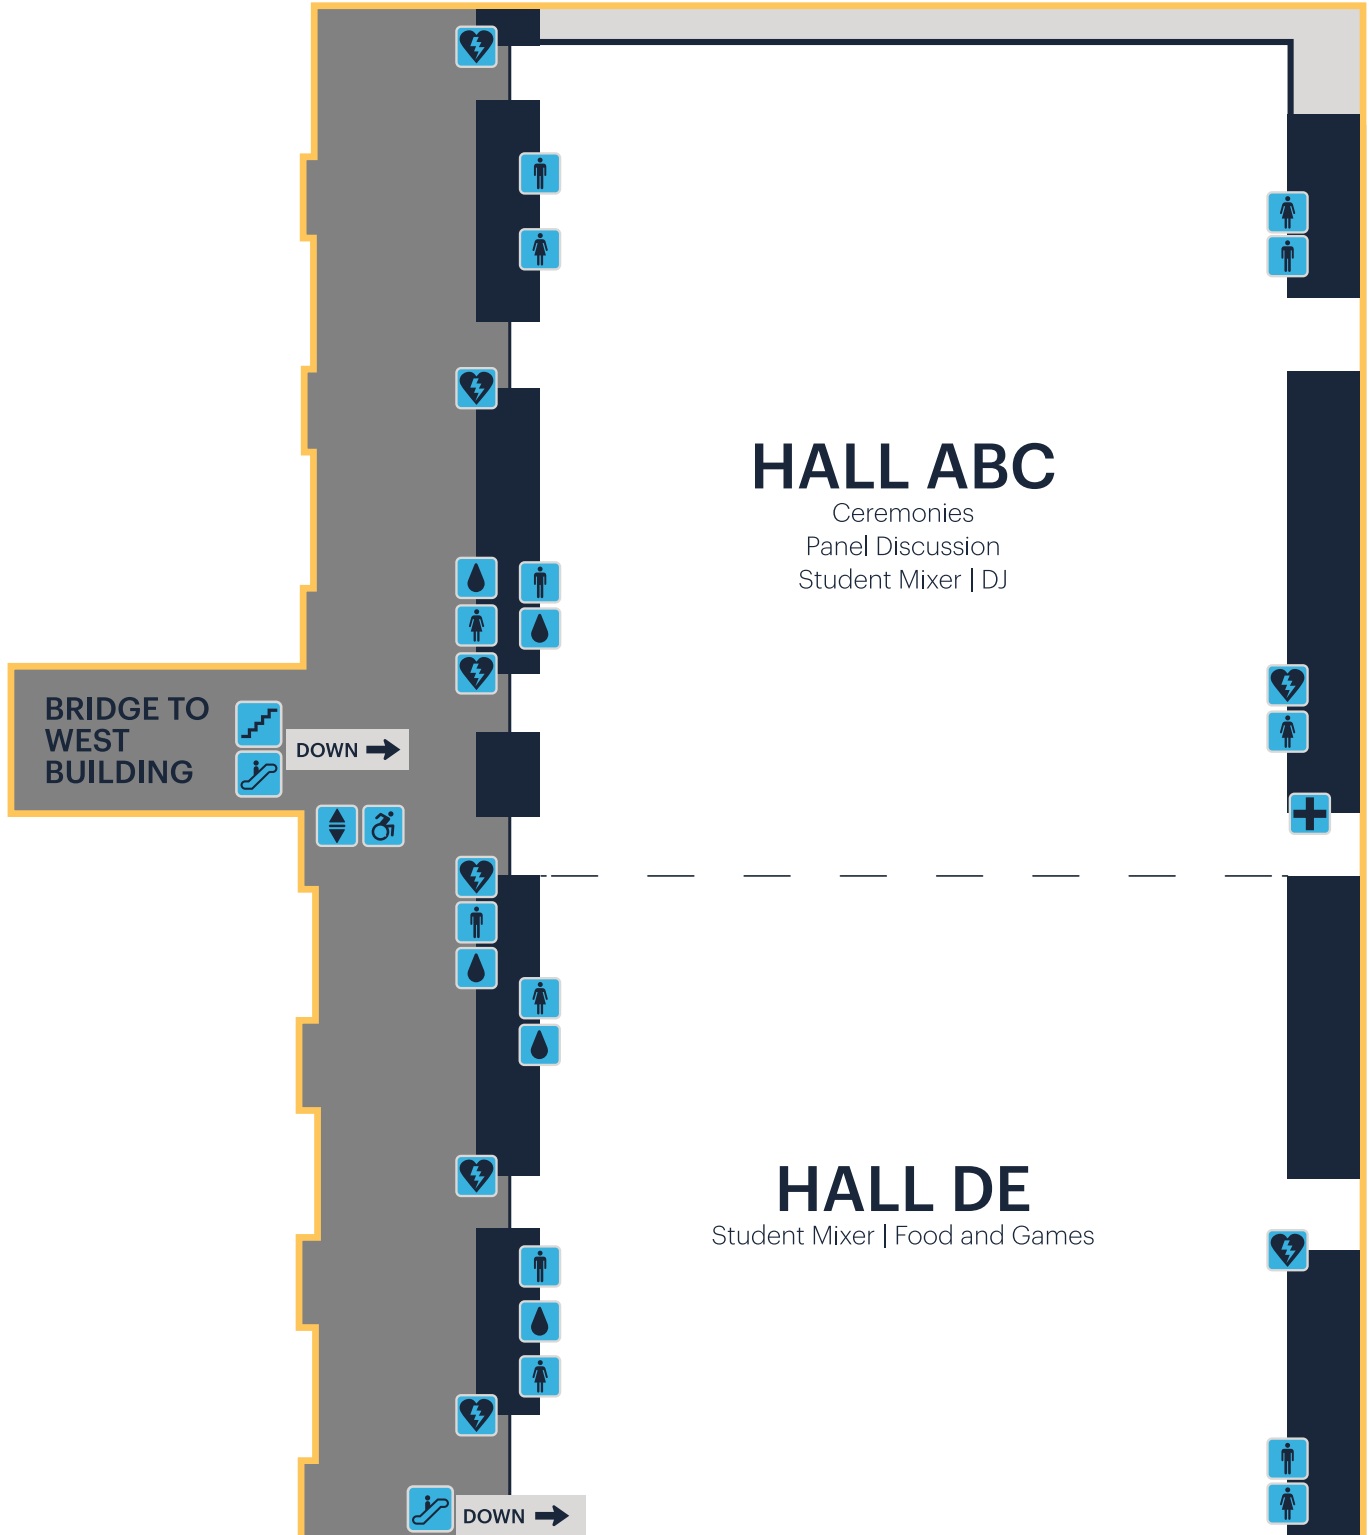 HALL ABC
Ceremonies
Panel Discussion
Student Mixer | DJ
BRIDGE TO
WEST
BUILDING
DOWN
HALL DE
Student Mixer | Food and Games
DOWN